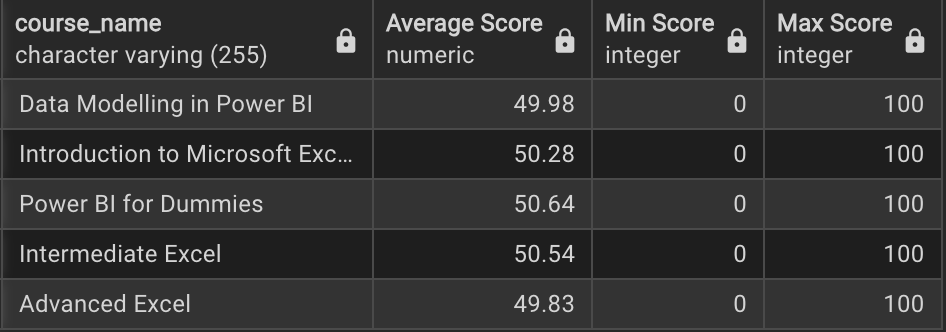 course_name Average Score Min Score Max Score
character varying (255) numeric integer integer
Data Modelling in Power BI 49.98 0 100
Introduction to Microsoft Exc... 50.28 0 100
Power BI for Dummies 50.64 0 100
Intermediate Excel 50.54 0 100
Advanced Excel 49.83 0 100